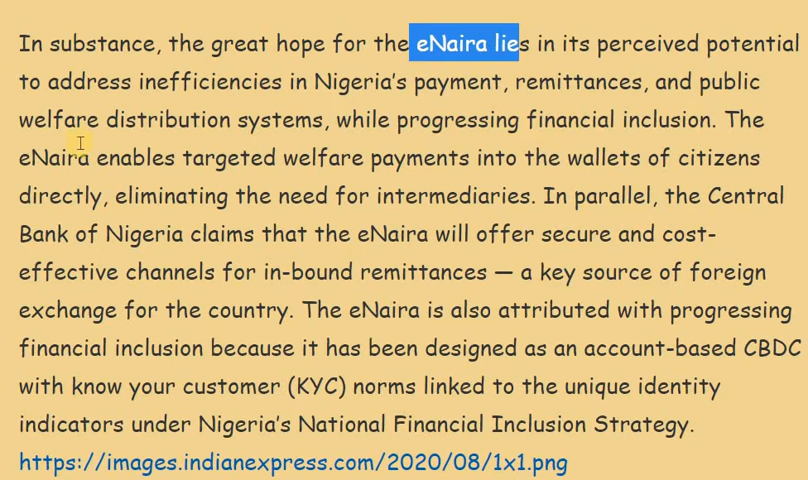 In substance, the great hope for the eNaira lies in its perceived potential
to address inefficiencies in Nigeria’s payment, remittances, and public
welfare distribution systems, while progressing financial inclusion. The
eNaira enables targeted welfare payments into the wallets of citizens
directly, eliminating the need for intermediaries. In parallel, the Central
Bank of Nigeria claims that the eNaira will offer secure and cost-
effective channels for in-bound remittances — a key source of foreign
exchange for the country. The eNaira is also attributed with progressing
financial inclusion because it has been designed as an account-based CBDC
with know your customer (KYC) norms linked to the unique identity
indicators under Nigeria’s National Financial Inclusion Strategy.
https://images.indianexpress.com/2020/08/1x1.png